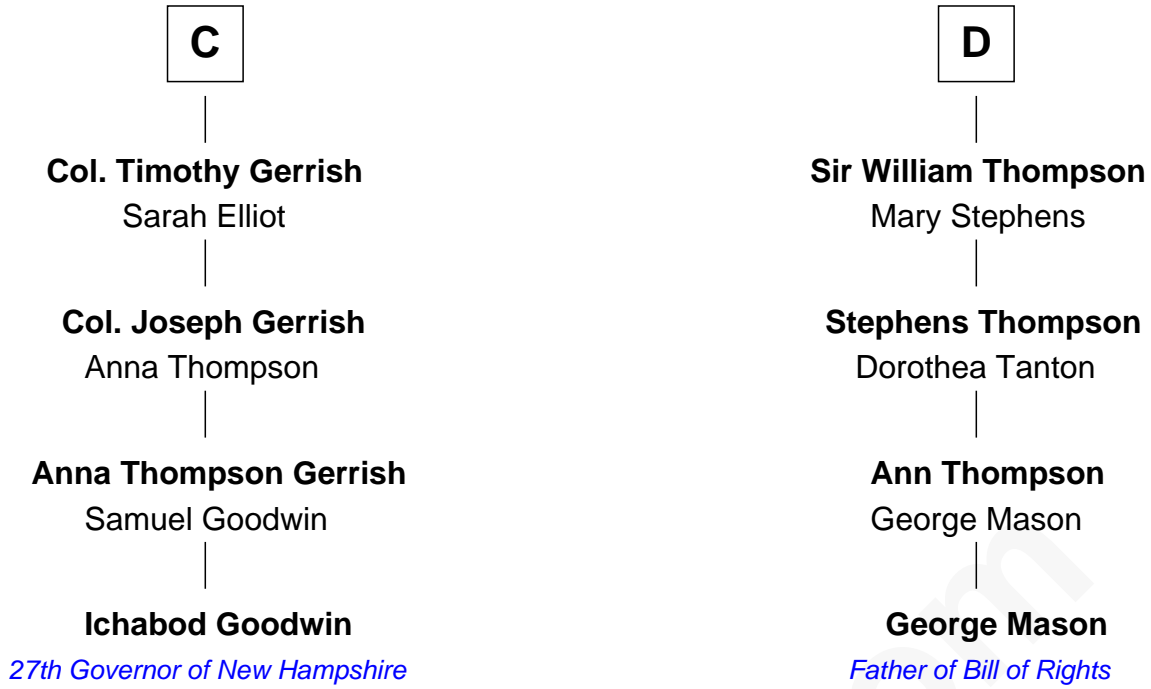 C
Col. Timothy Gerrish
Sarah Elliot
Col. Joseph Gerrish
Anna Thompson
Anna Thompson Gerrish
Samuel Goodwin
Ichabod Goodwin
27th Governor of New Hampshire
D
Sir William Thompson
Mary Stephens
Stephens Thompson
Dorothea Tanton
Ann Thompson
George Mason
George Mason
Father of Bill of Rights